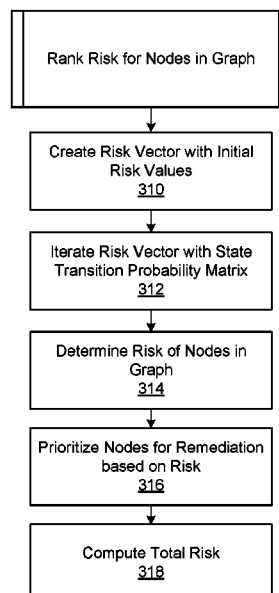 Rank Risk for Nodes in Graph
Create Risk Vector with Initial
Risk Values
310
Iterate Risk Vector with State
Transition Probability Matrix
312
Determine Risk of Nodes in
Graph
314
Prioritize Nodes for Remediation
based on Risk
316
Compute Total Risk
318